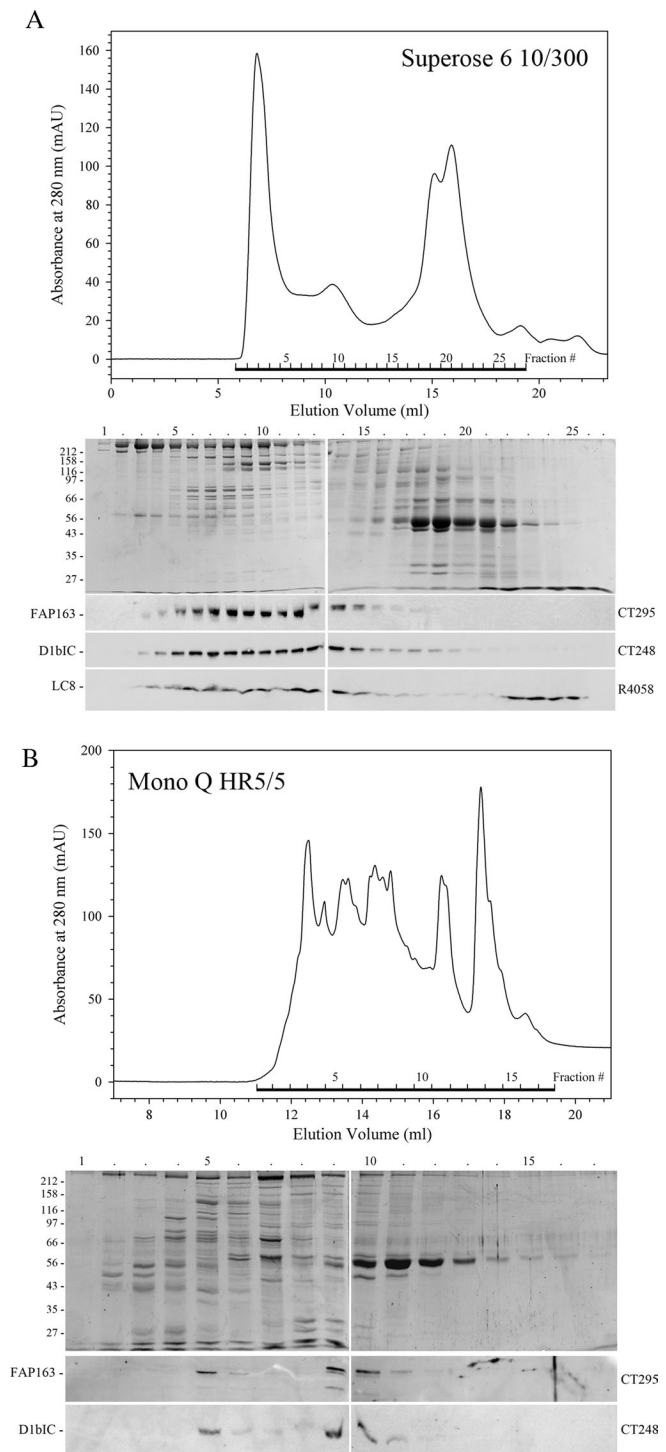 A
Superose 6 10/300
Absorbance at 280 nm (mAU)
160
140
120
100
80
60
40
20
0
5 10 15 20 25 Fraction #
0 5 10 15 20
Elution Volume (ml)
1 . . . 5 . . . . 10 . . . . 15 . . . . 20 . . . . 25 . .
212 -
158 -
116 -
97 -
66 -
56 -
43 -
35 -
27 -
FAP163 - CT295
D1bIC - CT248
LC8 - R4058
B
Mono Q HR5/5
Absorbance at 280 nm (mAU)
200
150
100
50
0
5 10 15 Fraction #
8 10 12 14 16 18 20
Elution Volume (ml)
1 . . . 5 . . . . 10 . . . . 15 . .
212 -
158 -
116 -
97 -
66 -
56 -
43 -
35 -
27 -
FAP163 - CT295
D1bIC - CT248